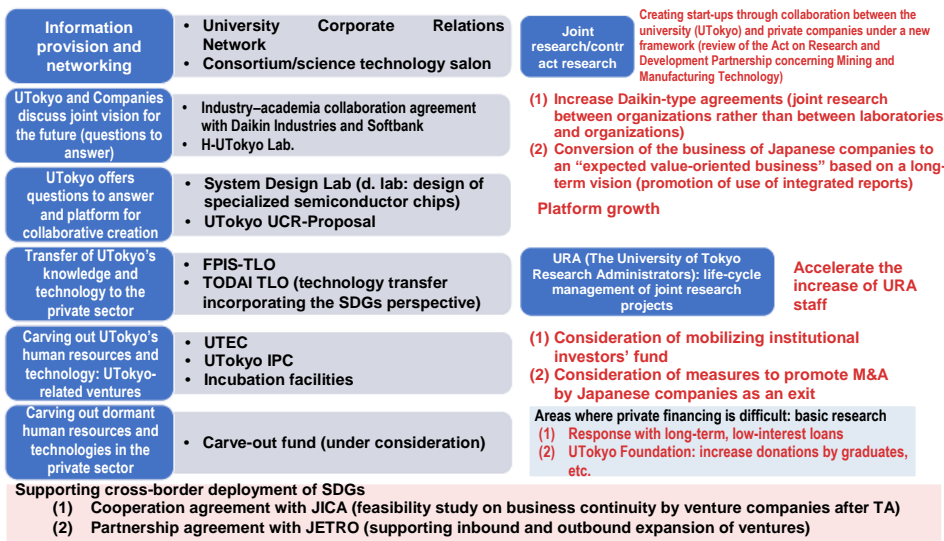 Information
provision and
networking
• University Corporate Relations
Network
• Consortium/science technology salon
Joint
research/contr
act research
Creating start-ups through collaboration between the
university (UTokyo) and private companies under a new
framework (review of the Act on Research and
Development Partnership concerning Mining and
Manufacturing Technology)
UTokyo and Companies
discuss joint vision for
the future (questions to
answer)
• Industry–academia collaboration agreement
with Daikin Industries and Softbank
• H-UTokyo Lab.
(1) Increase Daikin-type agreements (joint research
between organizations rather than between laboratories
and organizations)
(2) Conversion of the business of Japanese companies to
an “expected value-oriented business” based on a long-
term vision (promotion of use of integrated reports)
UTokyo offers
questions to answer
and platform for
collaborative creation
• System Design Lab (d. lab: design of
specialized semiconductor chips)
• UTokyo UCR-Proposal
Platform growth
Transfer of UTokyo’s
knowledge and
technology to the
private sector
• FPIS-TLO
• TODAI TLO (technology transfer
incorporating the SDGs perspective)
URA (The University of Tokyo
Research Administrators): life-cycle
management of joint research
projects
Accelerate the
increase of URA
staff
Carving out UTokyo’s
human resources and
technology: UTokyo-
related ventures
• UTEC
• UTokyo IPC
• Incubation facilities
(1) Consideration of mobilizing institutional
investors’ fund
(2) Consideration of measures to promote M&A
by Japanese companies as an exit
Carving out dormant
human resources and
technologies in the
private sector
• Carve-out fund (under consideration)
Areas where private financing is difficult: basic research
(1) Response with long-term, low-interest loans
(2) UTokyo Foundation: increase donations by graduates,
etc.
Supporting cross-border deployment of SDGs
(1) Cooperation agreement with JICA (feasibility study on business continuity by venture companies after TA)
(2) Partnership agreement with JETRO (supporting inbound and outbound expansion of ventures)